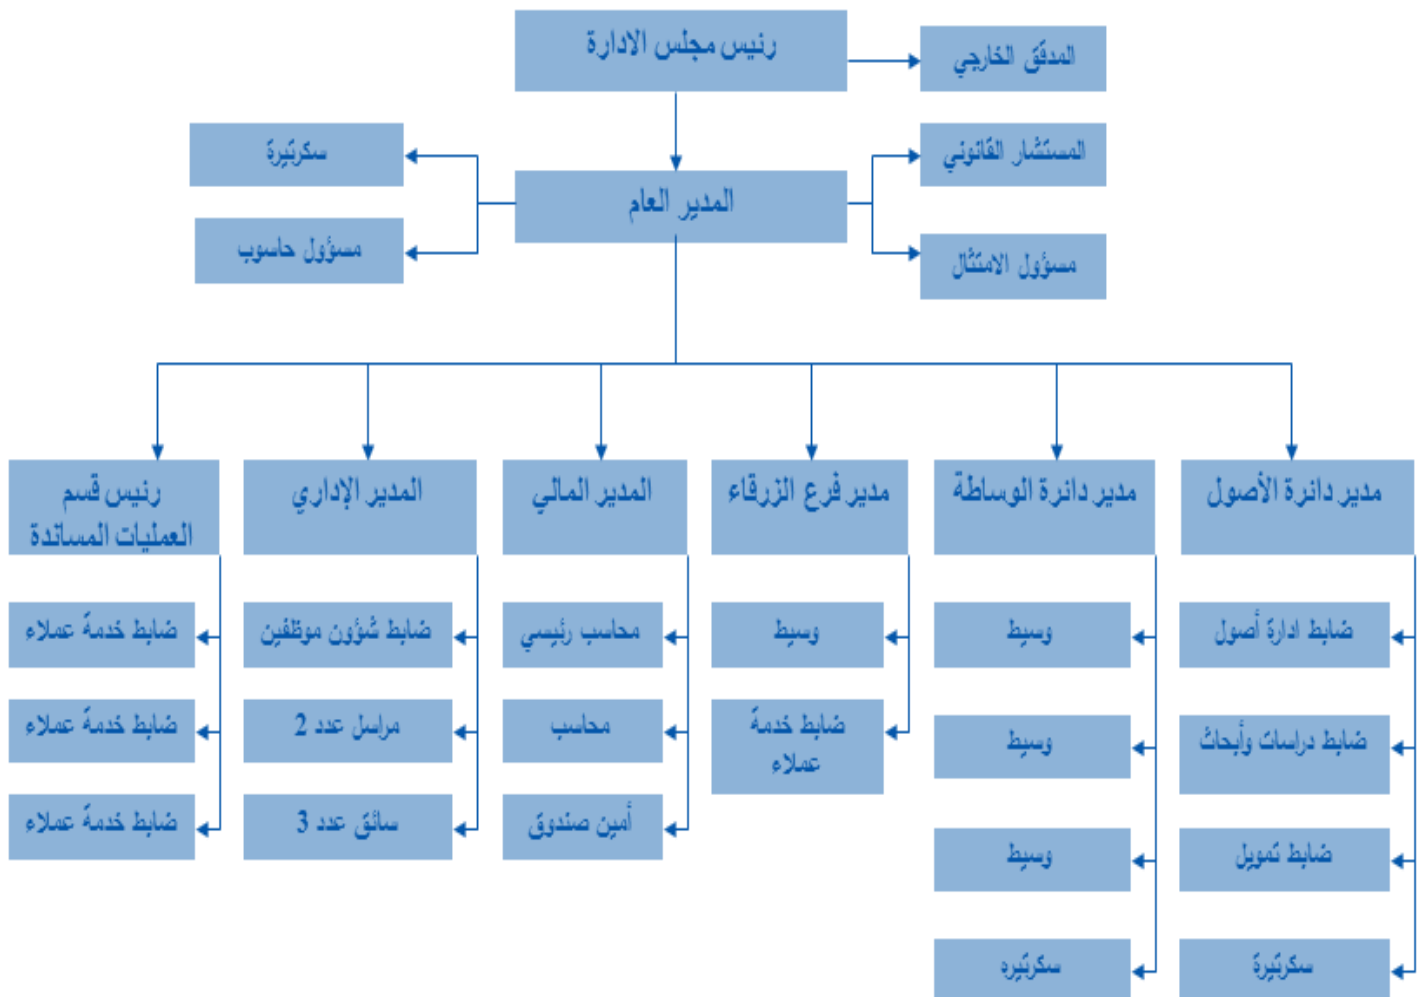 رئيس مجلس الادارة
المدقق الخارجي
المستشار القانوني
سكرتيرة
المدير العام
مسؤول الامتثال
مسؤول حاسوب
مدير دائرة الأصول
مدير دائرة الوساطة
مدير فرع الزرقاء
المدير المالي
المدير الإداري
رئيس قسم
العمليات المساندة
ضابط ادارة أصول
وسيط
وسيط
محاسب رئيسي
ضابط شؤون موظفين
ضابط خدمة عملاء
ضابط دراسات وأبحاث
وسيط
ضابط خدمة
عملاء
محاسب
مراسل عدد 2
ضابط خدمة عملاء
ضابط تمويل
وسيط
أمين صندوق
سائق عدد 3
ضابط خدمة عملاء
سكرتيرة
سكرتيره